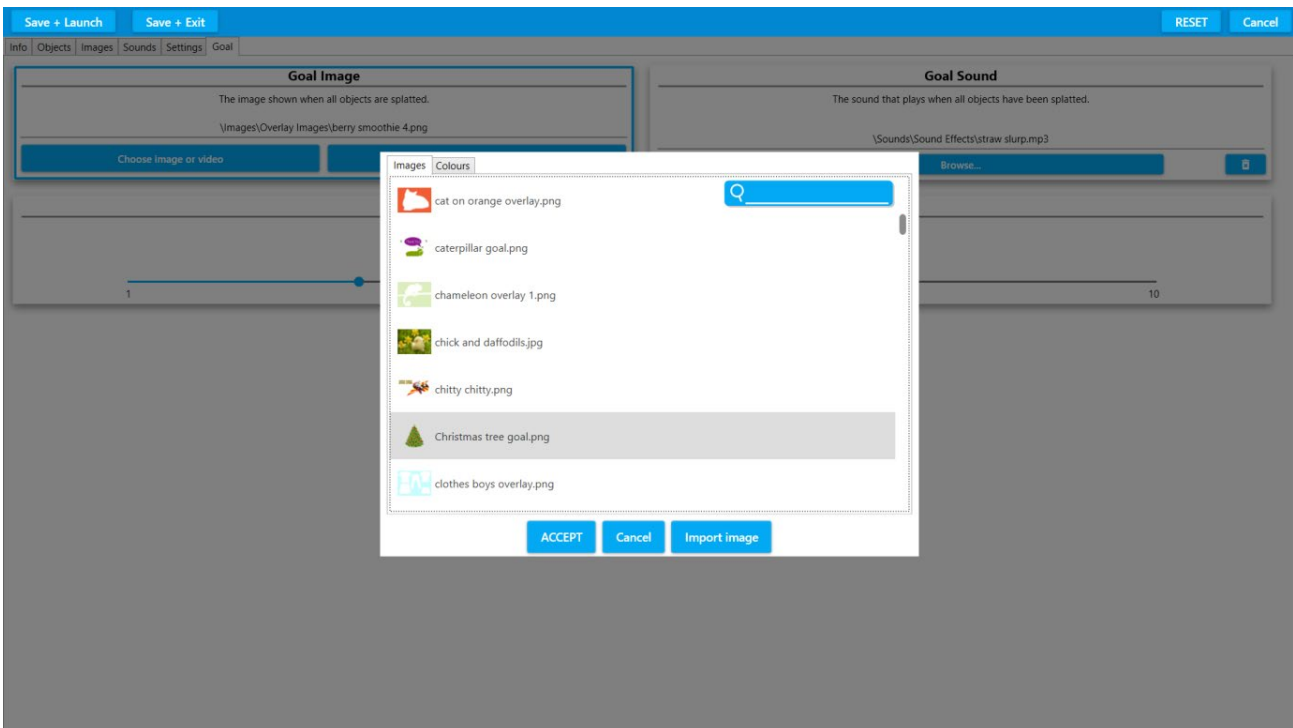 Save + Launch Save + Exit RESET Cancel
Info Objects Images Sounds Settings Goal
Goal Image
The image shown when all objects are splatted.
\Images\Overlay Images\berry smoothie 4.png
Choose image or video
Goal Sound
The sound that plays when all objects have been splatted.
\Sounds\Sound Effects\straw slurp.mp3
Browse...
1
10
Images Colours
cat on orange overlay.png
caterpillar goal.png
chameleon overlay 1.png
chick and daffodils.jpg
chitty chitty.png
Christmas tree goal.png
clothes boys overlay.png
ACCEPT Cancel Import image